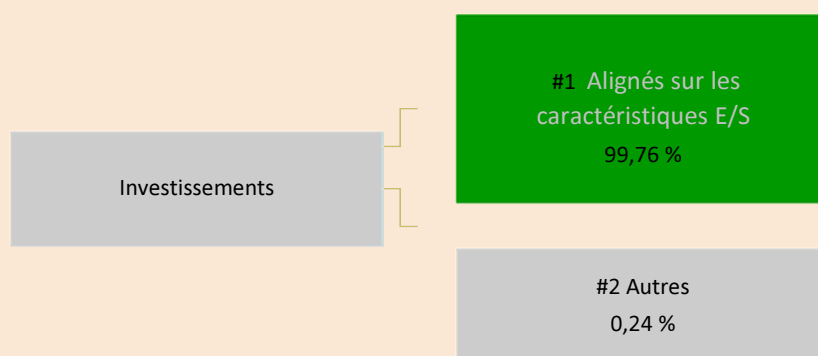 #1 Alignés sur les
caractéristiques E/S
99,76 %
Investissements
#2 Autres
0,24 %